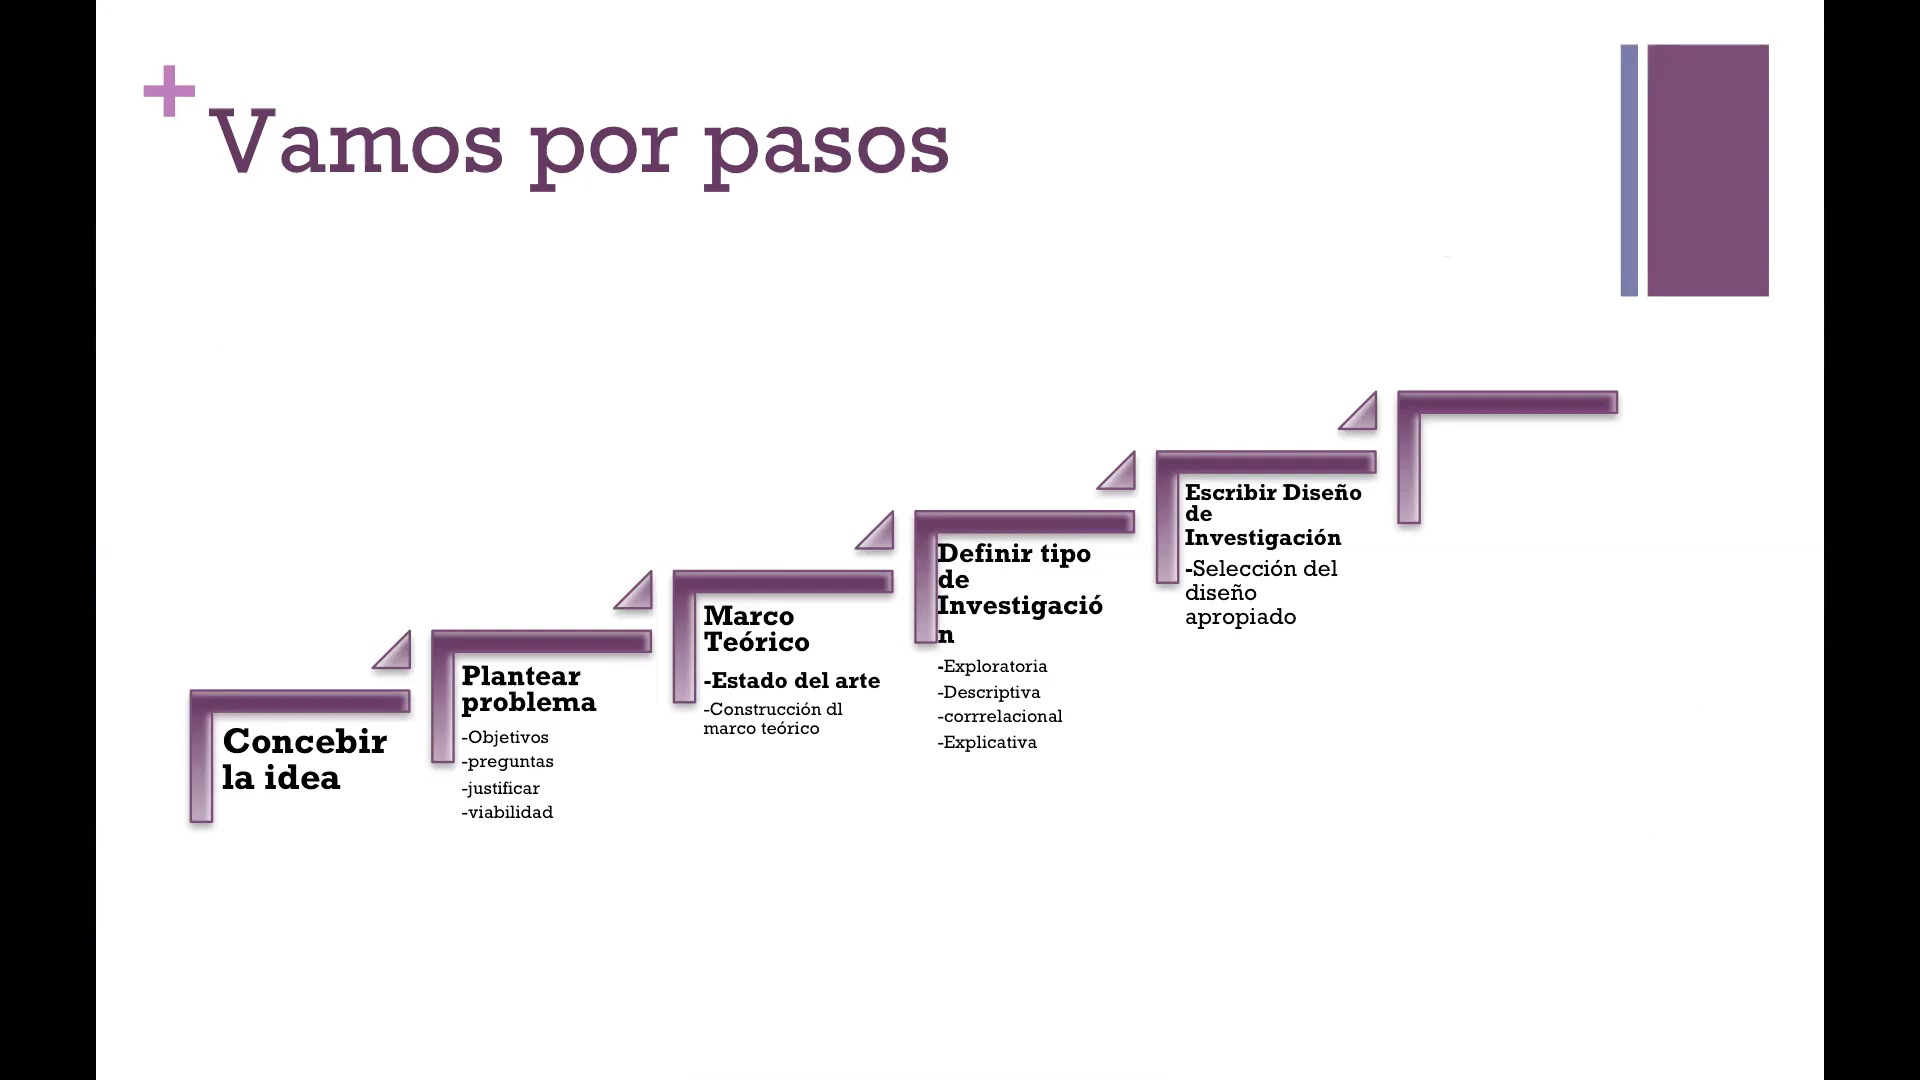 +
Vamos por pasos
Concebir
la idea
Plantear
problema
-Objetivos
-preguntas
-justificar
-viabilidad
Marco
Teórico
-Estado del arte
-Construcción dl
marco teórico
Definir tipo
de
Investigació
n
-Exploratoria
-Descriptiva
-corrrelacional
-Explicativa
Escribir Diseño
de
Investigación
-Selección del
diseño
apropiado